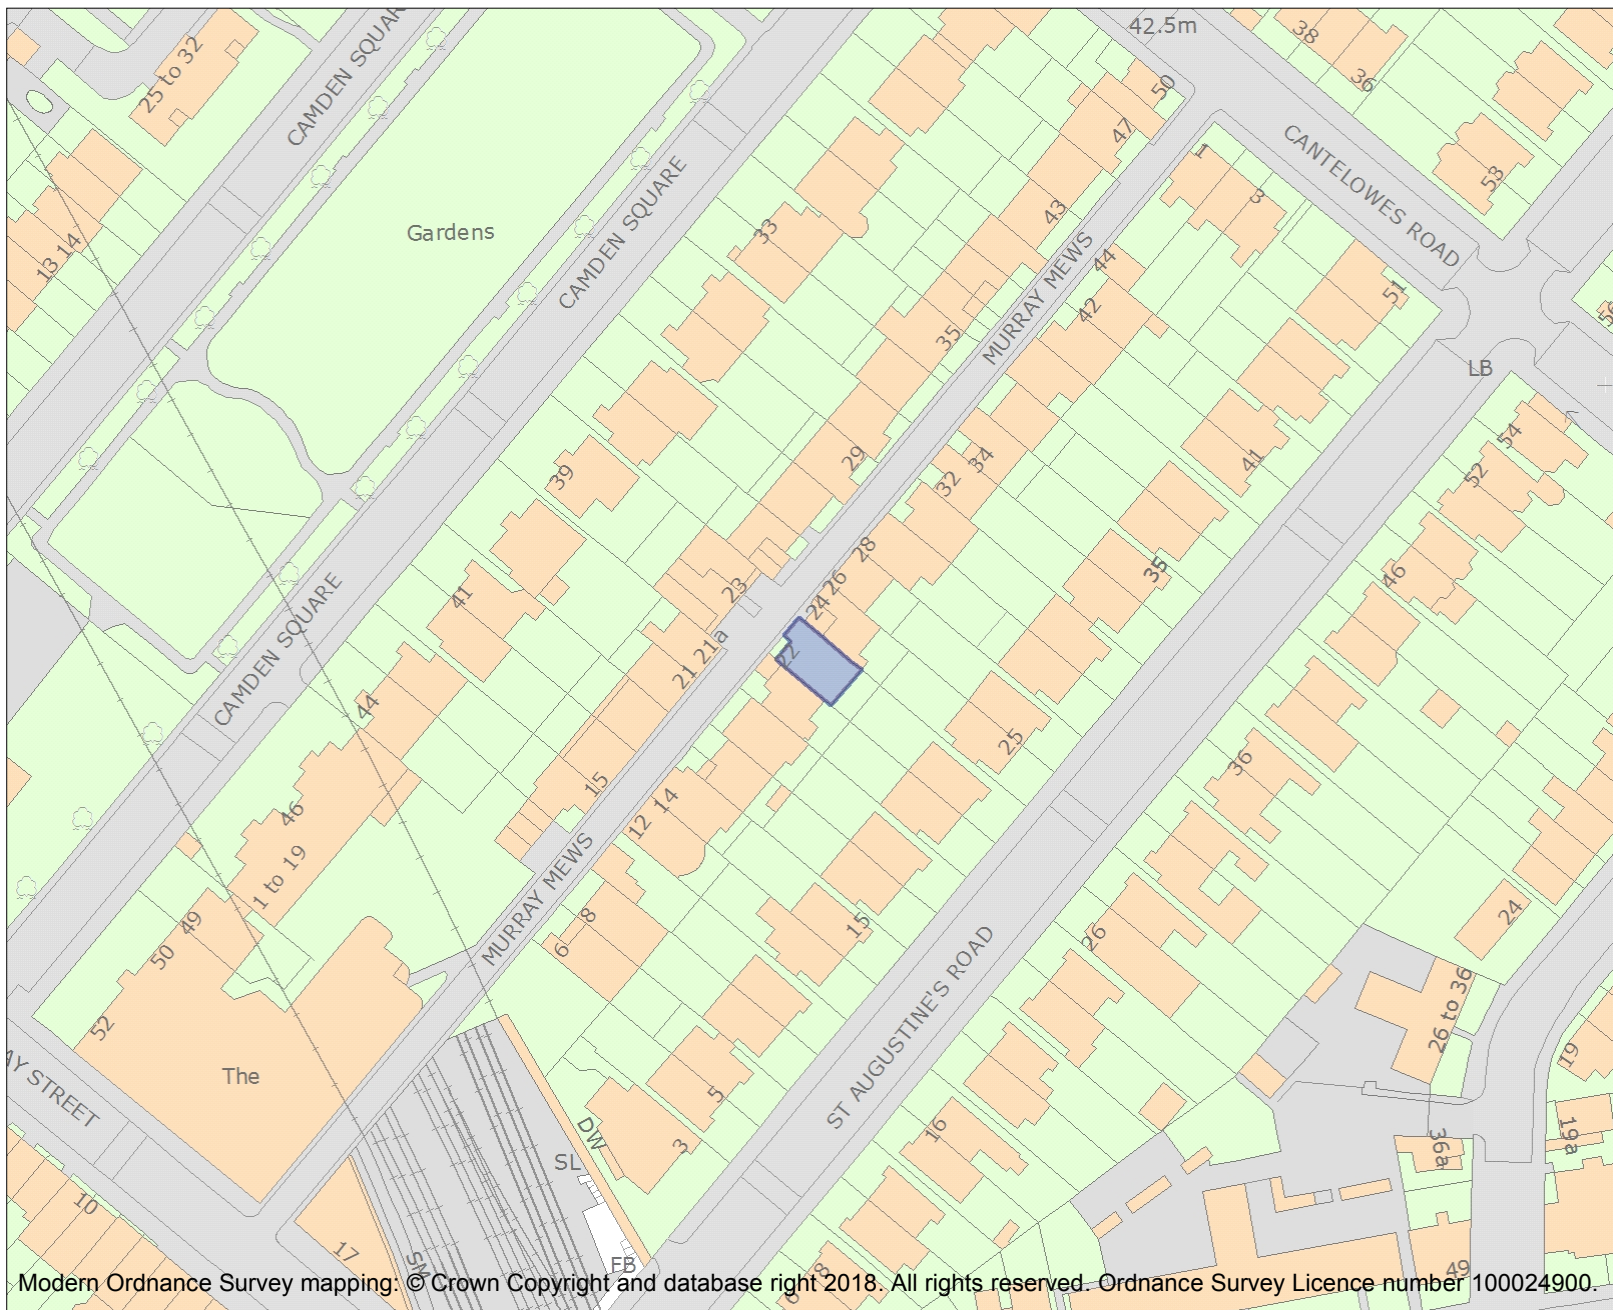 42.5m
38
36
25 to 32
CAMDEN SQUAR
50
47
CANTELOWES ROAD
53
1
3
CAMDEN SQUARE
Gardens
33
43
MURRAY MEWS
44
42
51
13 14
35
LB
39
29
32
34
41
54
52
28
35
46
41
23
24 26
CAMDEN SQUARE
21 21a
22
44
25
36
15
12 14
46
1 to 19
MURRAY MEWS
49
50
6
8
15
26
24
ST AUGUSTINE'S ROAD
26 to 36
52
The
AY STREET
5
3
DW
SL
16
19
19a
36a
10
17
SM
FB
8
6
49
Modern Ordnance Survey mapping: © Crown Copyright and database right 2018. All rights reserved. Ordnance Survey Licence number 100024900.